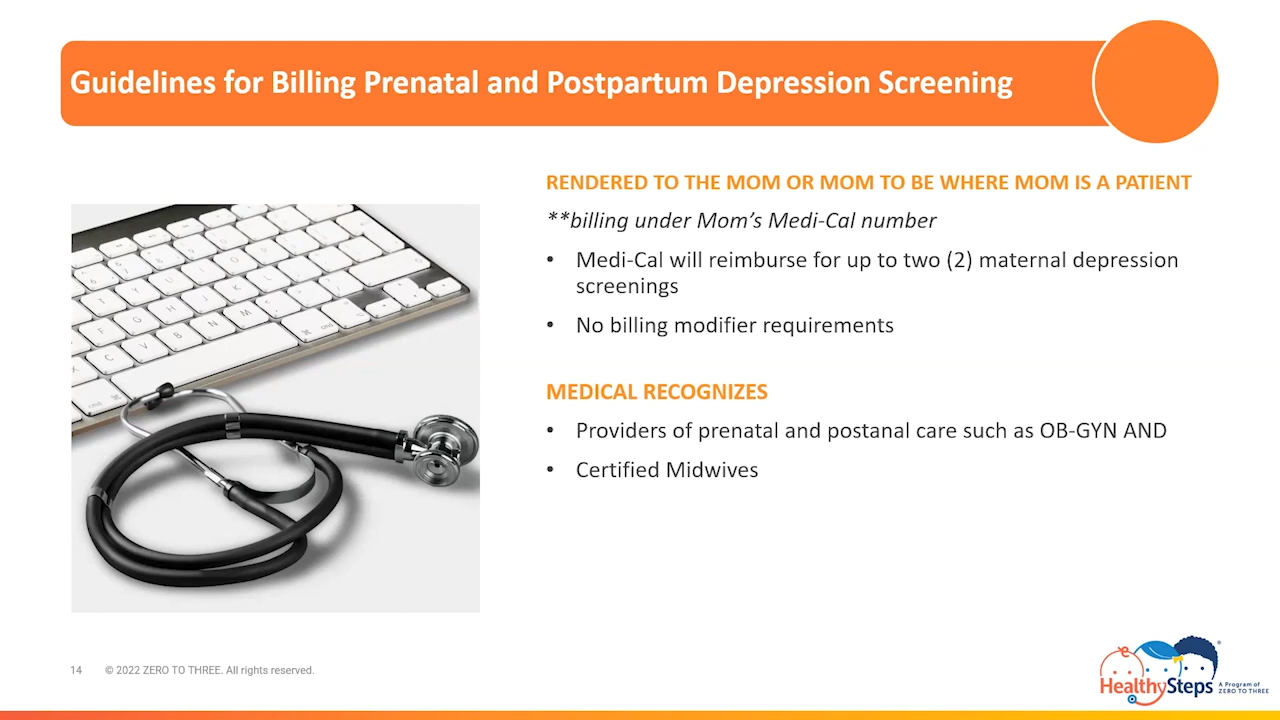 Guidelines for Billing Prenatal and Postpartum Depression Screening
RENDERED TO THE MOM OR MOM TO BE WHERE MOM IS A PATIENT
**billing under Mom's Medi-Cal number
• Medi-Cal will reimburse for up to two (2) maternal depression
screenings
• No billing modifier requirements
MEDICAL RECOGNIZES
• Providers of prenatal and postanal care such as OB-GYN AND
• Certified Midwives
14 © 2022 ZERO TO THREE. All rights reserved.
HealthySteps
A Program of
ZERO TO THREE